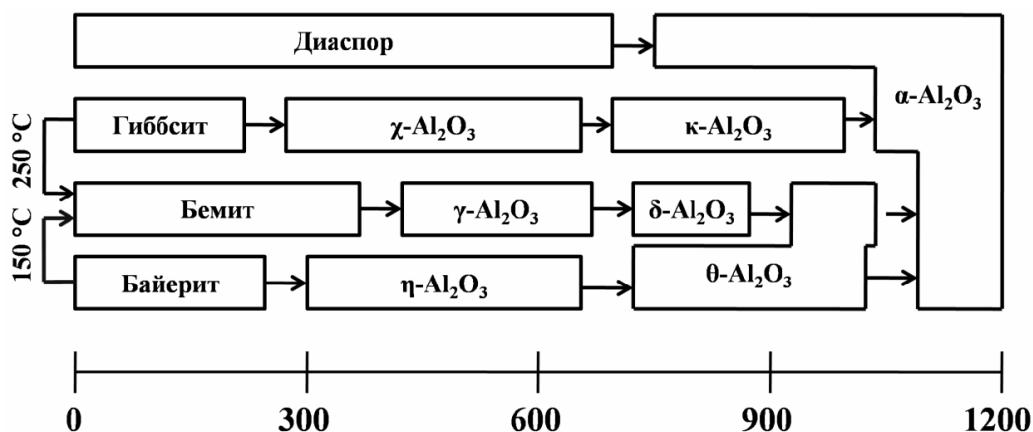 Диаспор
α-Al₂O₃
250 °C
Гиббсит
χ-Al₂O₃
κ-Al₂O₃
Бемит
γ-Al₂O₃
δ-Al₂O₃
150 °C
Байерит
η-Al₂O₃
θ-Al₂O₃
0
300
600
900
1200